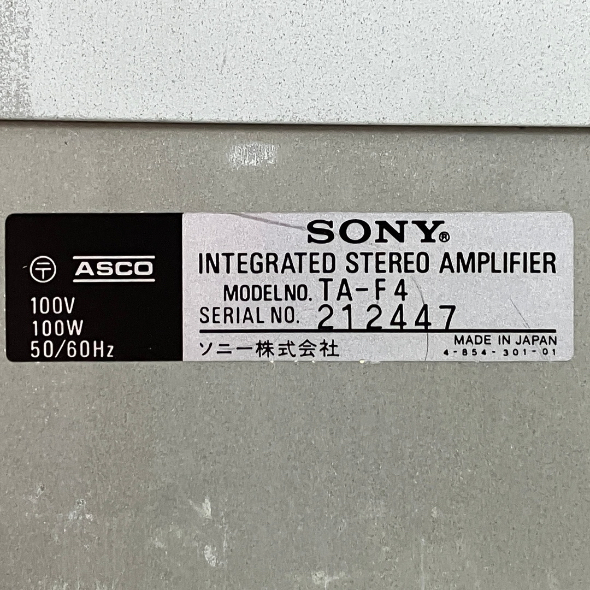 SONY®
INTEGRATED STEREO AMPLIFIER
MODEL NO. TA-F4
SERIAL NO. 212447
ソニー株式会社
MADE IN JAPAN
4-854-301-01
〒 ASCO
100V
100W
50/60Hz